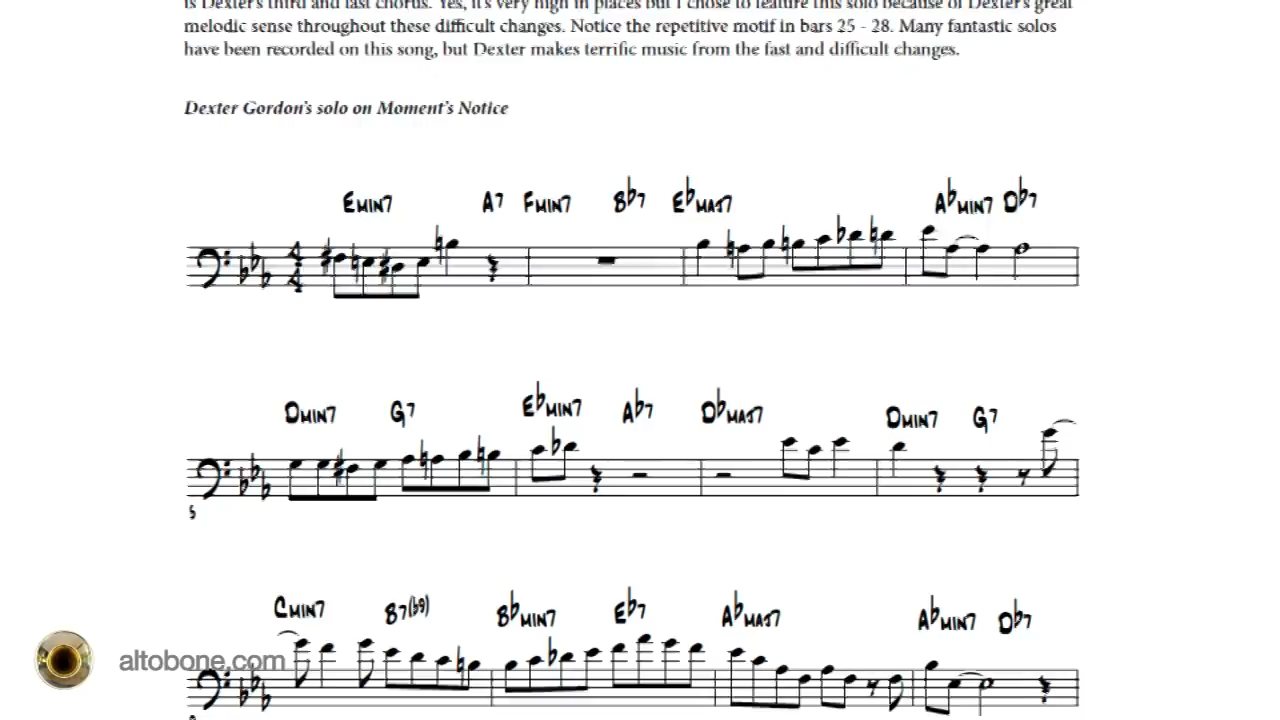 is Dexter's third and last chorus. Yes, it's very high in places but I chose to feature this solo because of Dexter's great
melodic sense throughout these difficult changes. Notice the repetitive motif in bars 25 - 28. Many fantastic solos
have been recorded on this song, but Dexter makes terrific music from the fast and difficult changes.
Dexter Gordon's solo on Moment's Notice
EMIN7 A7 FMIN7 B♭7 E♭MAJ7 A♭MIN7 D♭7
4
4
DMIN7 G7 E♭MIN7 A♭7 D♭MAJ7 DMIN7 G7
5
CMIN7 B7(♭9) B♭MIN7 E♭7 A♭MAJ7 A♭MIN7 D♭7
altobone.com